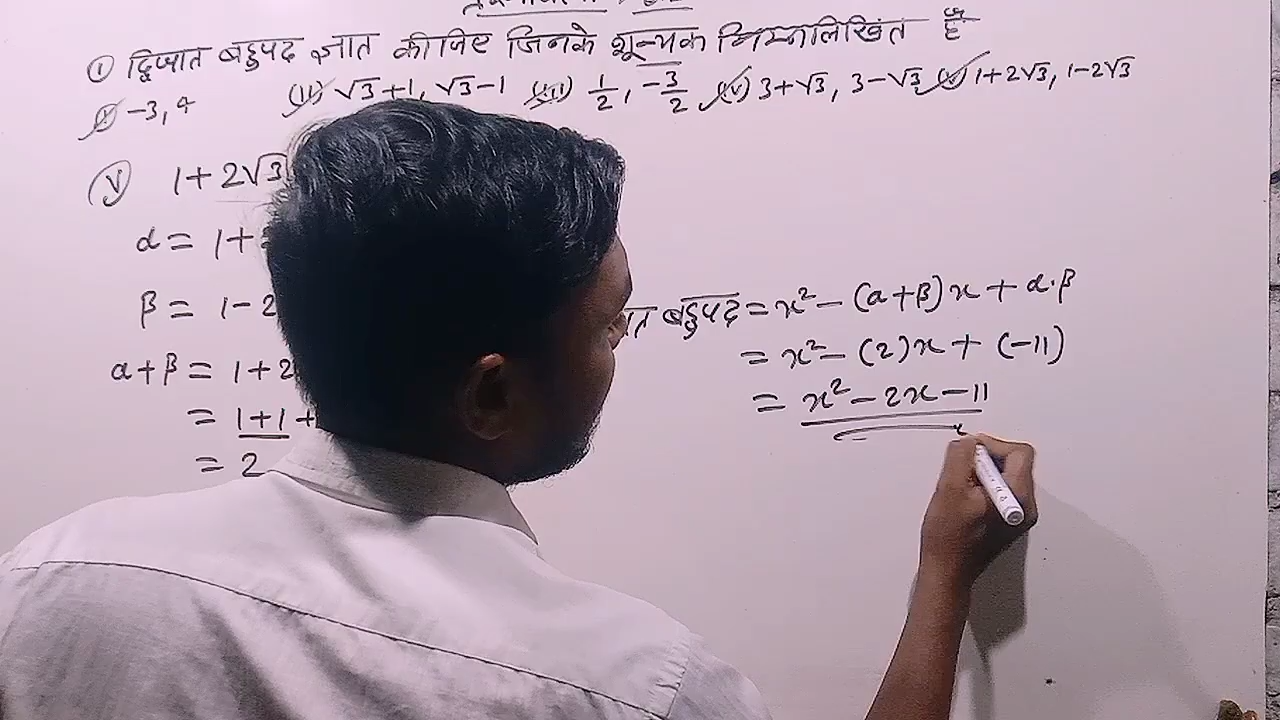 ① द्विघात बहुपद ज्ञात कीजिए जिनके शून्यक निम्नलिखित हैं
(i) -3, 4 (ii) √3+1, √3-1 (iii) 1/2, -3/2 (iv) 3+√3, 3-√3 (v) 1+2√3, 1-2√3
(v) 1+2√3
α = 1+
β = 1-2
α+β = 1+2
= 1+1+
= 2
बहुपद = x² - (α+β)x + α·β
= x² - (2)x + (-11)
= x² - 2x - 11